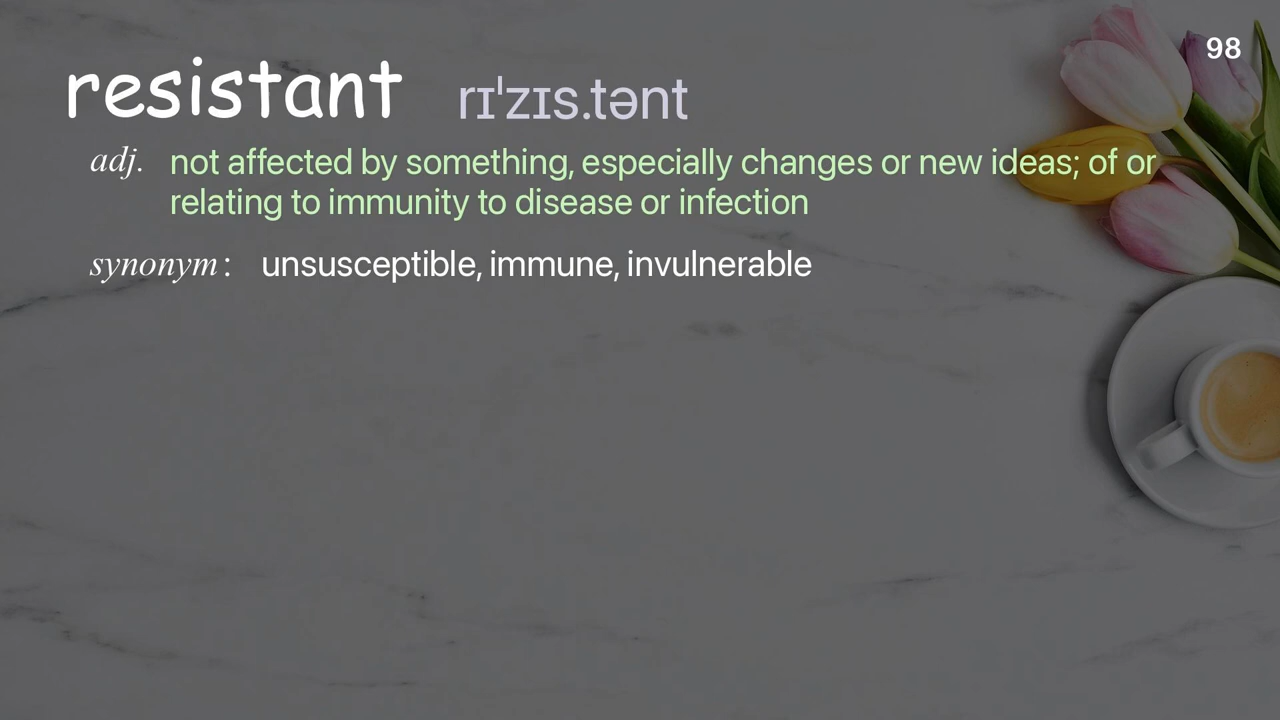 98
resistant rɪˈzɪs.tənt
adj. not affected by something, especially changes or new ideas; of or
relating to immunity to disease or infection
synonym : unsusceptible, immune, invulnerable